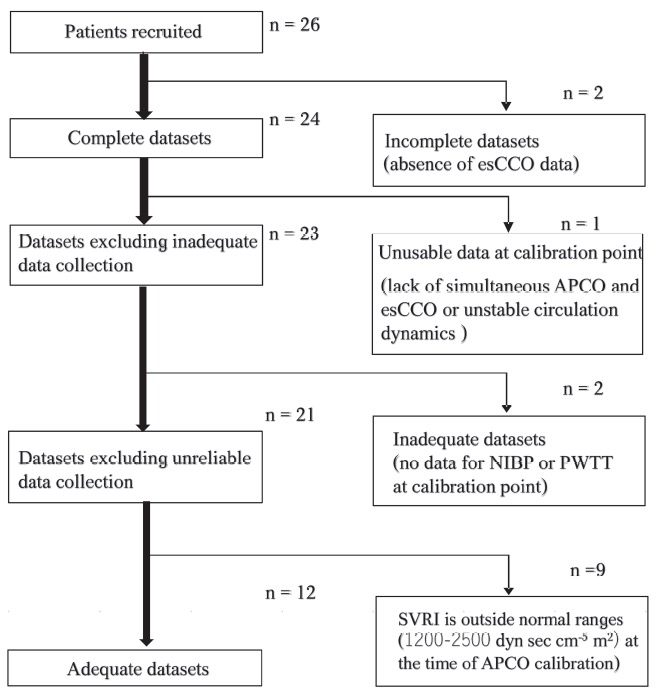 Patients recruited
n = 26
n = 2
n = 24
Complete datasets
Incomplete datasets
(absence of esCCO data)
n = 1
n = 23
Datasets excluding inadequate
data collection
Unusable data at calibration point
(lack of simultaneous APCO and
esCCO or unstable circulation
dynamics )
n = 2
n = 21
Datasets excluding unreliable
data collection
Inadequate datasets
(no data for NIBP or PWTT
at calibration point)
n =9
n = 12
SVRI is outside normal ranges
(1200-2500 dyn sec cm⁻⁵ m²) at
the time of APCO calibration)
Adequate datasets